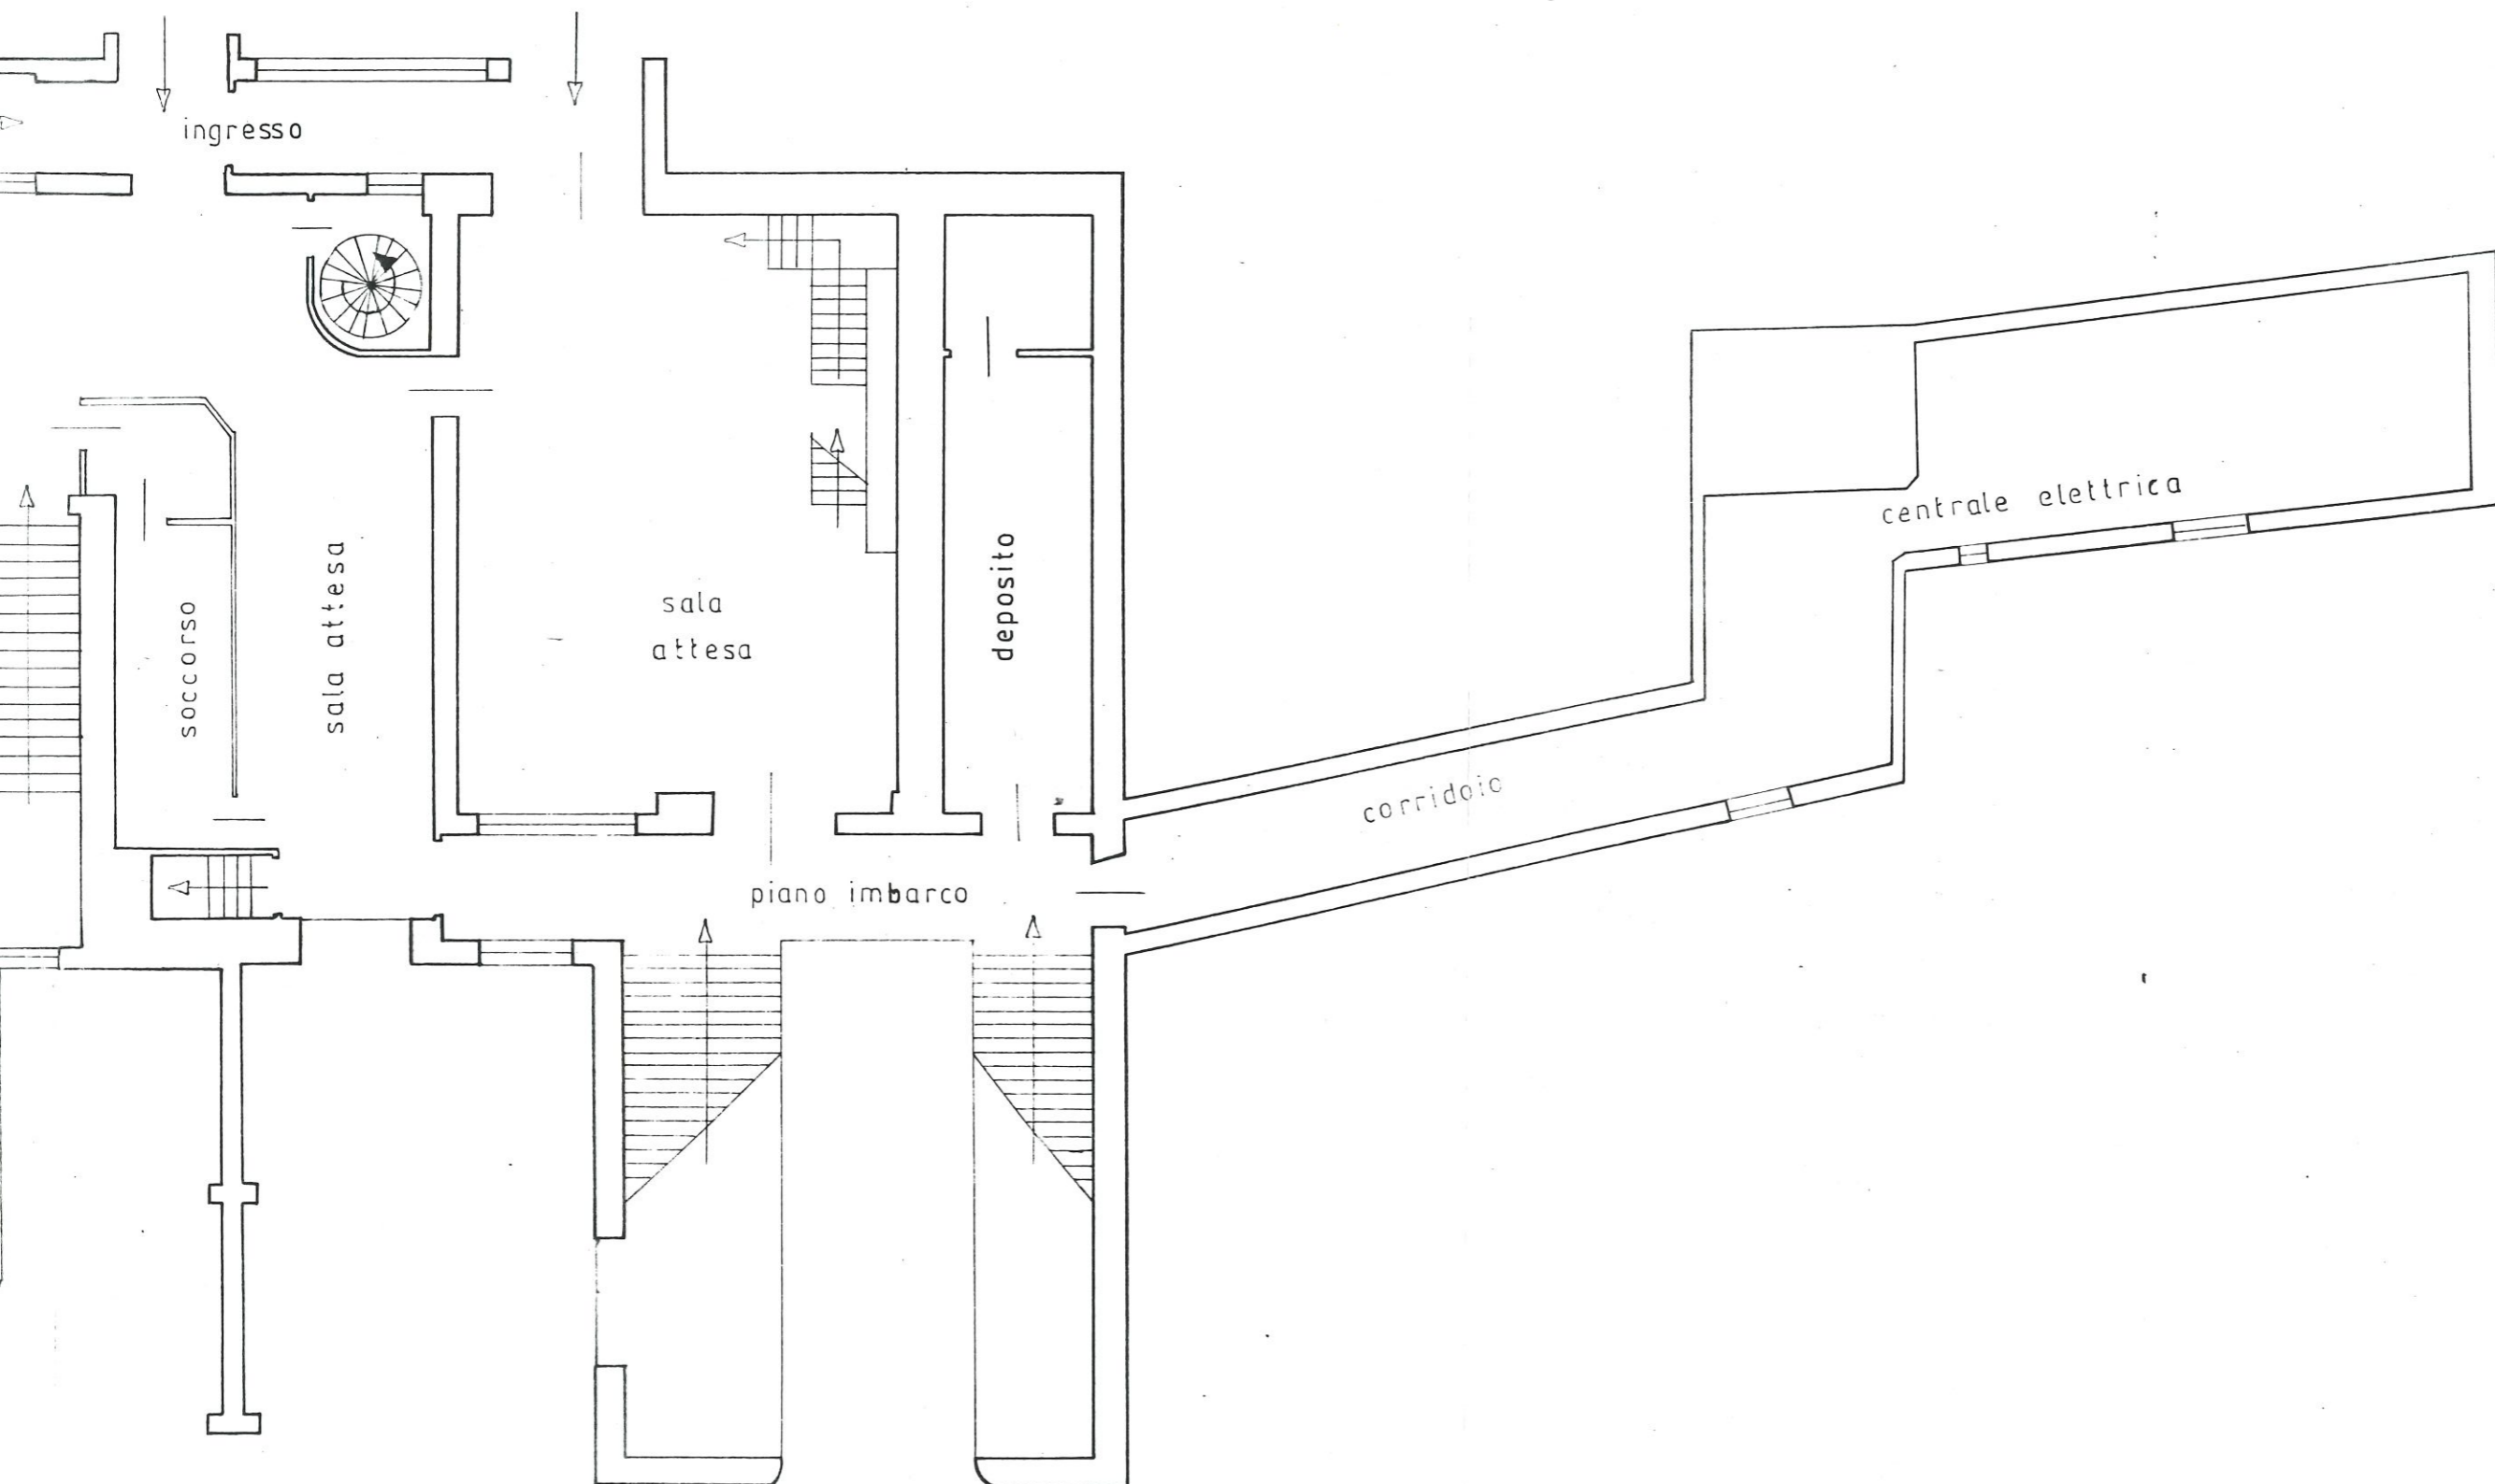 ingresso
centrale elettrica
soccorso
sala attesa
sala
attesa
deposito
corridoio
piano imbarco